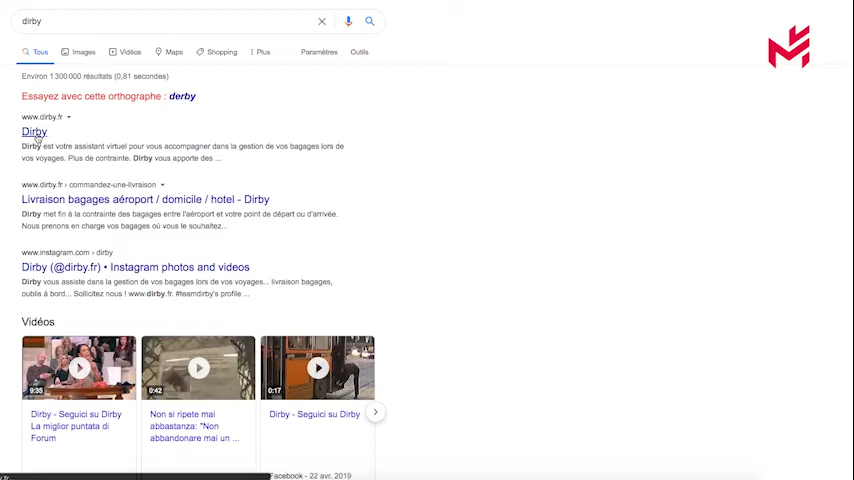 dirby
Tous Images Vidéos Maps Shopping Plus Paramètres Outils
Environ 1 300 000 résultats (0,81 secondes)
Essayez avec cette orthographe : derby
www.dirby.fr
Dirby
Dirby est votre assistant virtuel pour vous accompagner dans la gestion de vos bagages lors de
vos voyages. Plus de contrainte. Dirby vous apporte des ...
www.dirby.fr › commandez-une-livraison
Livraison bagages aéroport / domicile / hotel - Dirby
Dirby met fin à la contrainte des bagages entre l'aéroport et votre point de départ ou d'arrivée.
Nous prenons en charge vos bagages où vous le souhaitez...
www.instagram.com › dirby
Dirby (@dirby.fr) • Instagram photos and videos
Dirby vous assiste dans la gestion de vos bagages lors de vos voyages... livraison bagages,
oublis à bord... Sollicitez nous ! www.dirby.fr. #teamdirby's profile ...
Vidéos
9:35 0:42 0:17
Dirby - Seguici su Dirby
La miglior puntata di
Forum
Non si ripete mai
abbastanza: "Non
abbandonare mai un ...
Dirby - Seguici su Dirby
Facebook - 22 avr. 2019